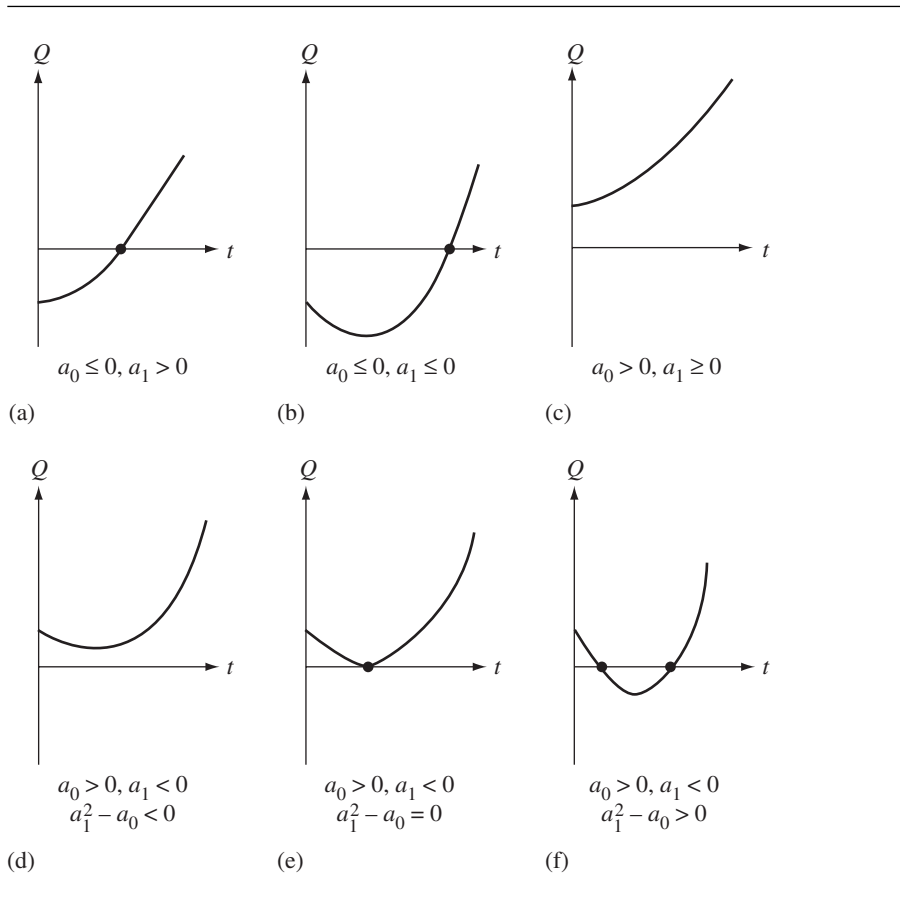 Q
t
a₀ ≤ 0, a₁ > 0
(a)
Q
t
a₀ ≤ 0, a₁ ≤ 0
(b)
Q
t
a₀ > 0, a₁ ≥ 0
(c)
Q
t
a₀ > 0, a₁ < 0
a₁² – a₀ < 0
(d)
Q
t
a₀ > 0, a₁ < 0
a₁² – a₀ = 0
(e)
Q
t
a₀ > 0, a₁ < 0
a₁² – a₀ > 0
(f)